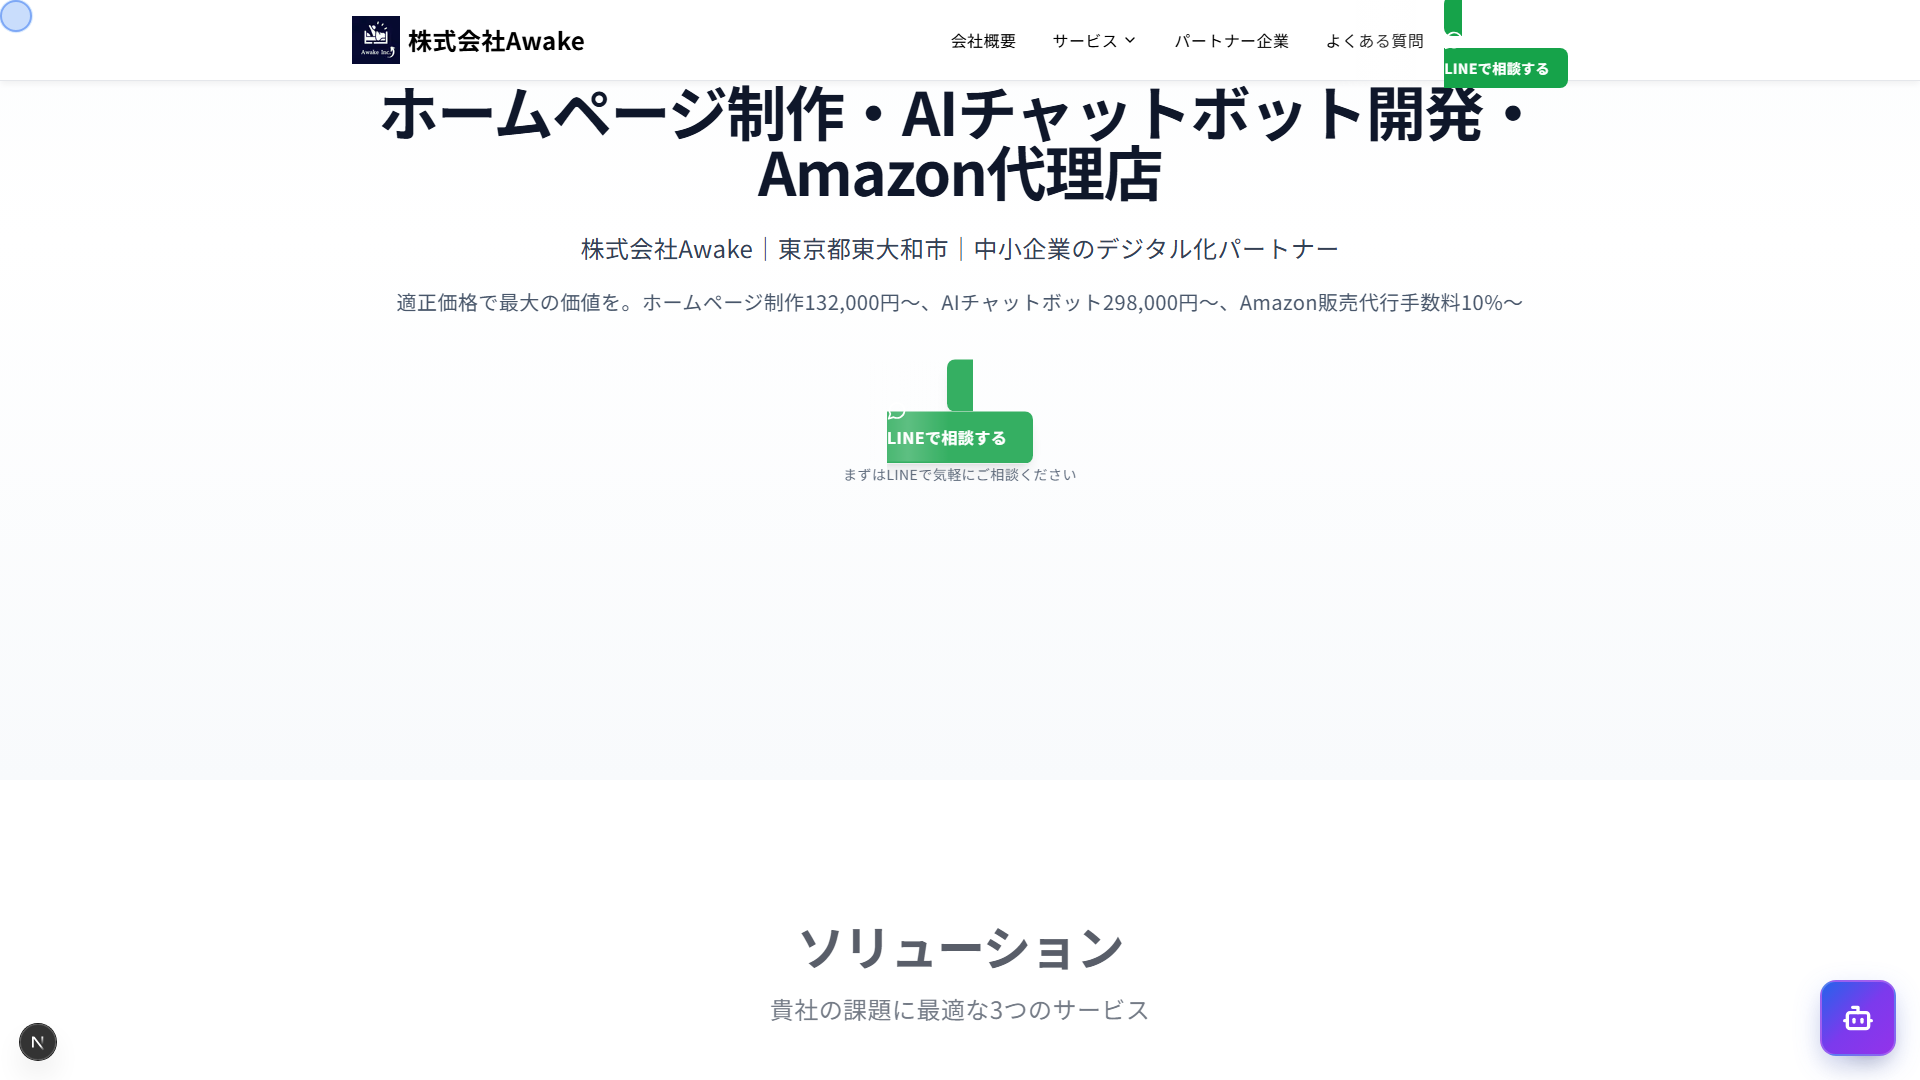 Awake Inc.
株式会社Awake
会社概要
サービス
パートナー企業
よくある質問
LINEで相談する
ホームページ制作・AIチャットボット開発・
Amazon代理店
株式会社Awake｜東京都東大和市｜中小企業のデジタル化パートナー
適正価格で最大の価値を。ホームページ制作132,000円〜、AIチャットボット298,000円〜、Amazon販売代行手数料10%〜
LINEで相談する
まずはLINEで気軽にご相談ください
ソリューション
貴社の課題に最適な3つのサービス
N